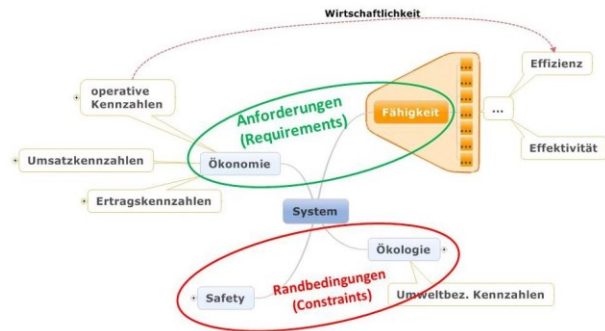 Wirtschaftlichkeit
operative
Kennzahlen
Effizienz
Anforderungen
(Requirements)
Fähigkeit
...
...
...
...
...
...
...
...
Umsatzkennzahlen
Ökonomie
Effektivität
Ertragskennzahlen
System
Ökologie
Safety
Randbedingungen
(Constraints)
Umweltbez. Kennzahlen